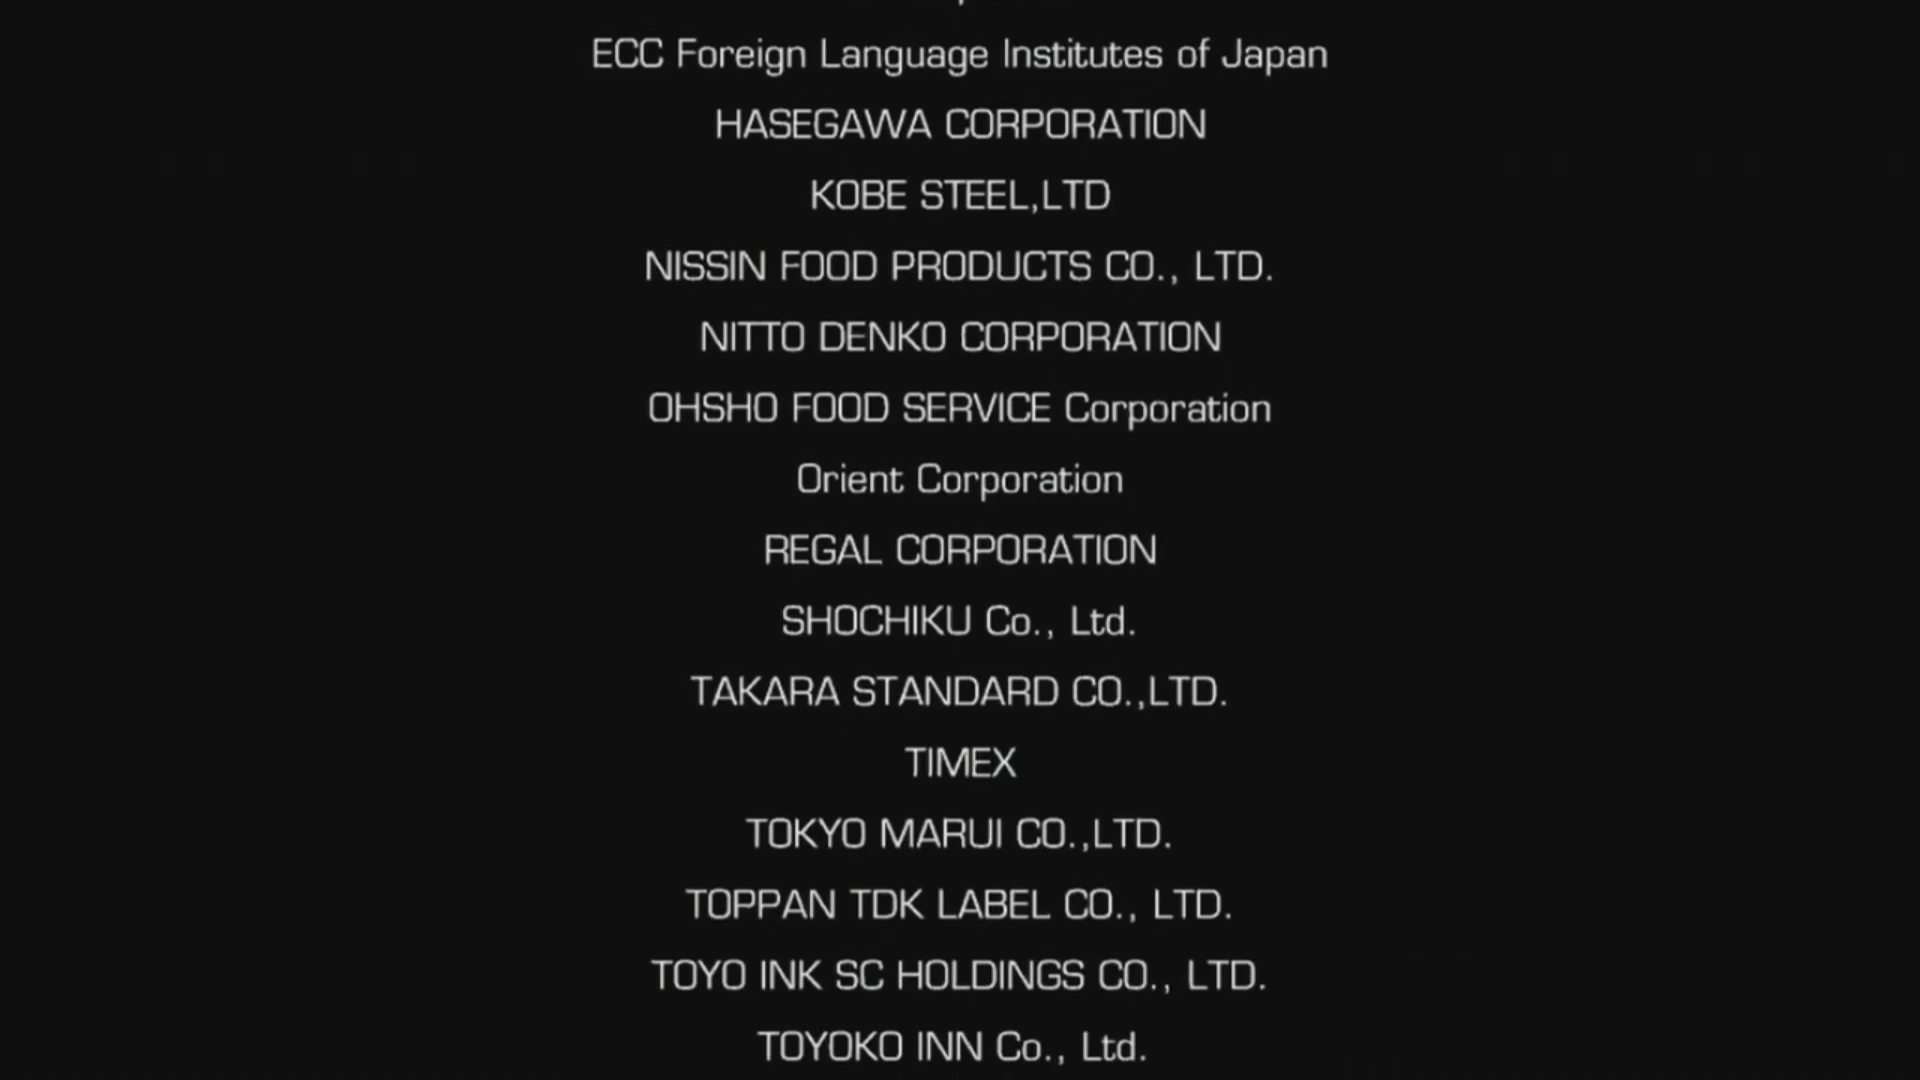 ECC Foreign Language Institutes of Japan
HASEGAWA CORPORATION
KOBE STEEL,LTD
NISSIN FOOD PRODUCTS CO., LTD.
NITTO DENKO CORPORATION
OHSHO FOOD SERVICE Corporation
Orient Corporation
REGAL CORPORATION
SHOCHIKU Co., Ltd.
TAKARA STANDARD CO.,LTD.
TIMEX
TOKYO MARUI CO.,LTD.
TOPPAN TDK LABEL CO., LTD.
TOYO INK SC HOLDINGS CO., LTD.
TOYOKO INN Co., Ltd.